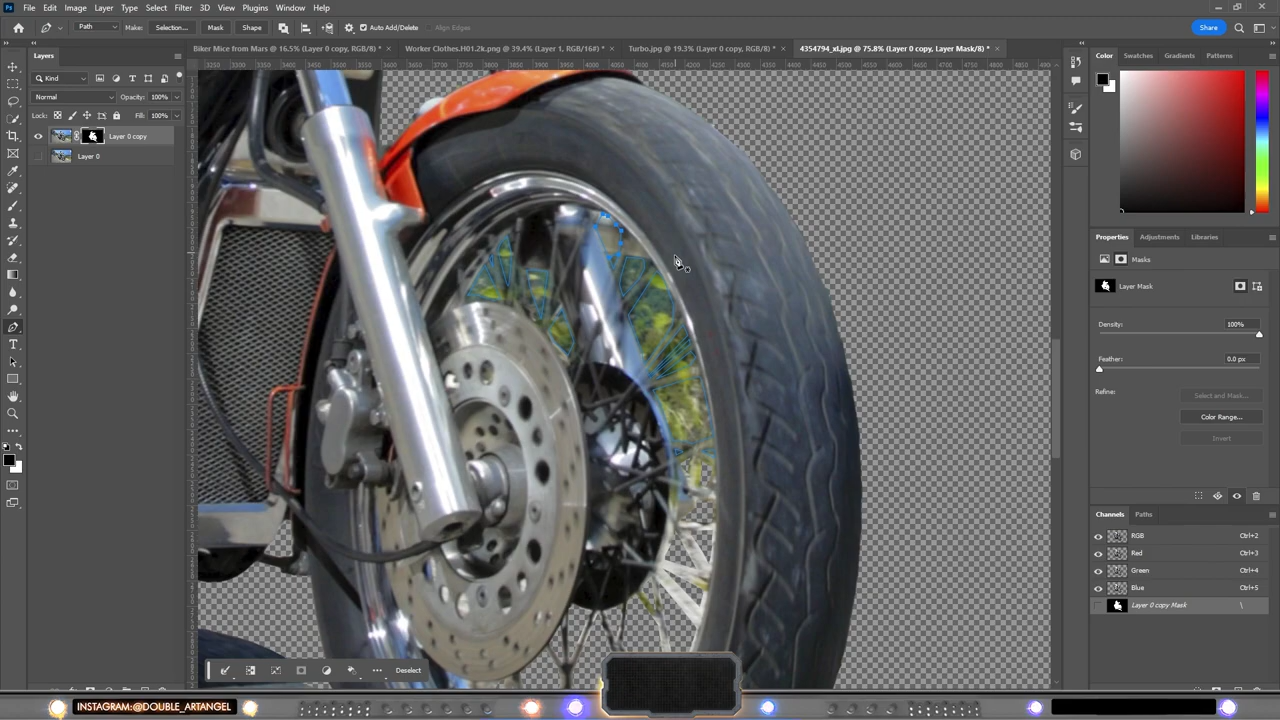 Ps File Edit Image Layer Type Select Filter 3D View Plugins Window Help
Path Make: Selection... Mask Shape Auto Add/Delete Align Edges Share
Layers
Biker Mice from Mars @ 16.5% (Layer 0 copy, RGB/8) * × Worker Clothes.H01.2k.png @ 39.4% (Layer 1, RGB/16#) * × Turbo.jpg @ 19.3% (Layer 0 copy, RGB/8) * × 4354794_xl.jpg @ 75.8% (Layer 0 copy, Layer Mask/8) * ×
Color Swatches Gradients Patterns
Kind
Normal Opacity: 100%
Lock: Fill: 100%
Layer 0 copy
Layer 0
Properties Adjustments Libraries
Masks
Layer Mask
Density: 100%
Feather: 0.0 px
Refine: Select and Mask...
Color Range...
Invert
Channels Paths
RGB Ctrl+2
Red Ctrl+3
Green Ctrl+4
Blue Ctrl+5
Layer 0 copy Mask \
Deselect
INSTAGRAM:@DOUBLE_ARTANGEL